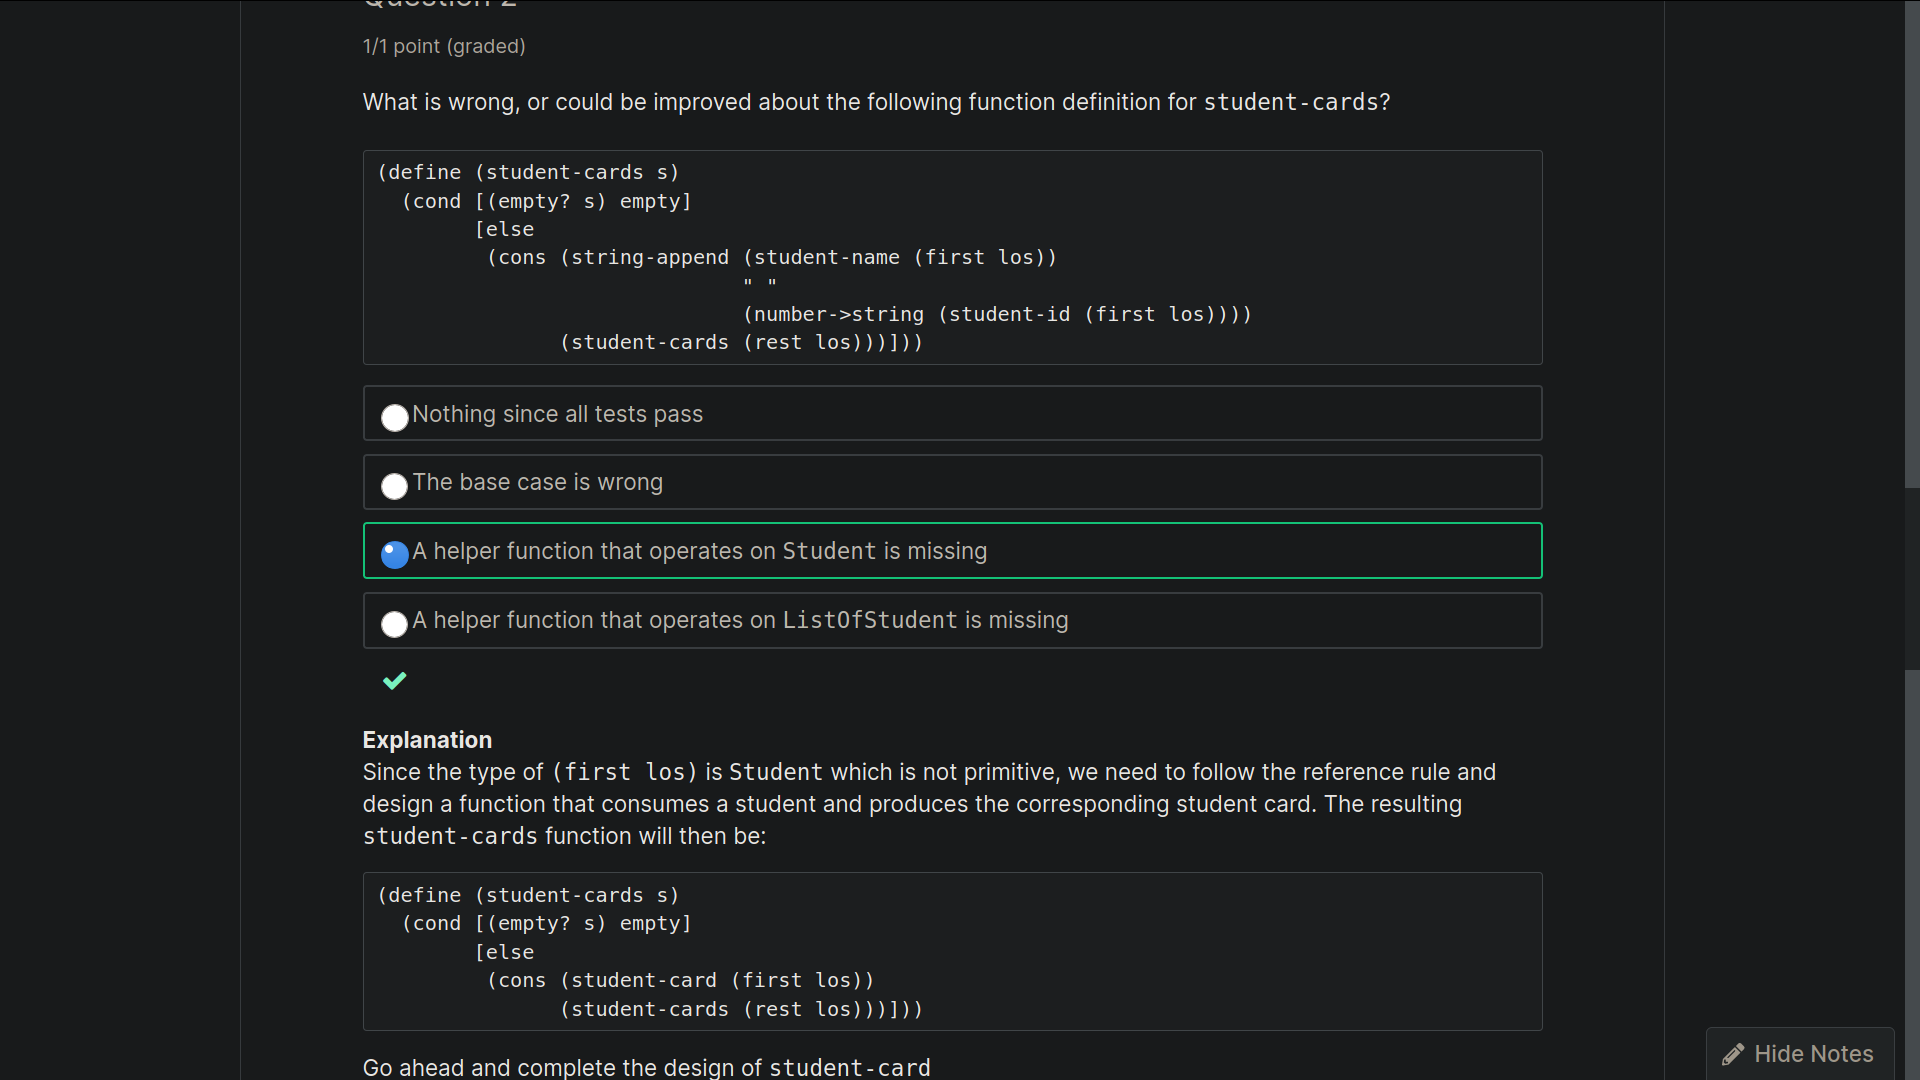 Question 2
1/1 point (graded)
What is wrong, or could be improved about the following function definition for student-cards?
(define (student-cards s)
  (cond [(empty? s) empty]
        [else
         (cons (string-append (student-name (first los))
                              " "
                              (number->string (student-id (first los))))
               (student-cards (rest los)))]))
Nothing since all tests pass
The base case is wrong
A helper function that operates on Student is missing
A helper function that operates on ListOfStudent is missing
Explanation
Since the type of (first los) is Student which is not primitive, we need to follow the reference rule and
design a function that consumes a student and produces the corresponding student card. The resulting
student-cards function will then be:
(define (student-cards s)
  (cond [(empty? s) empty]
        [else
         (cons (student-card (first los))
               (student-cards (rest los)))]))
Go ahead and complete the design of student-card
Hide Notes